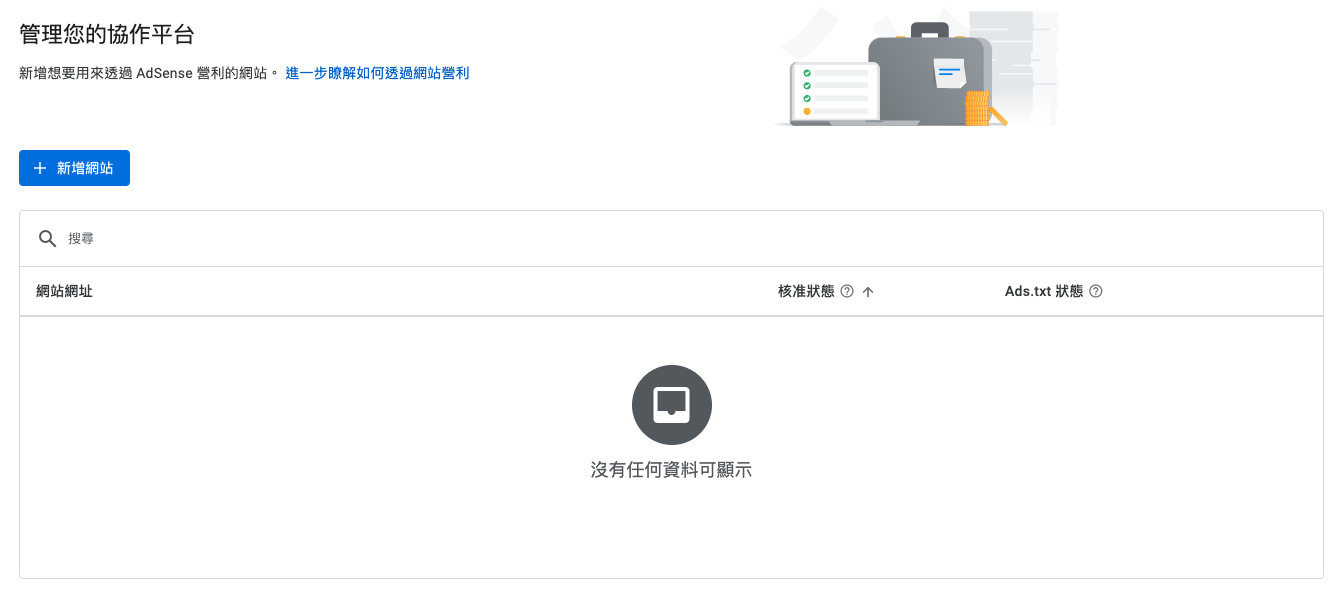 管理您的協作平台
新增想要用來透過 AdSense 營利的網站。 進一步瞭解如何透過網站營利
新增網站
搜尋
網站網址 核准狀態 Ads.txt 狀態
沒有任何資料可顯示